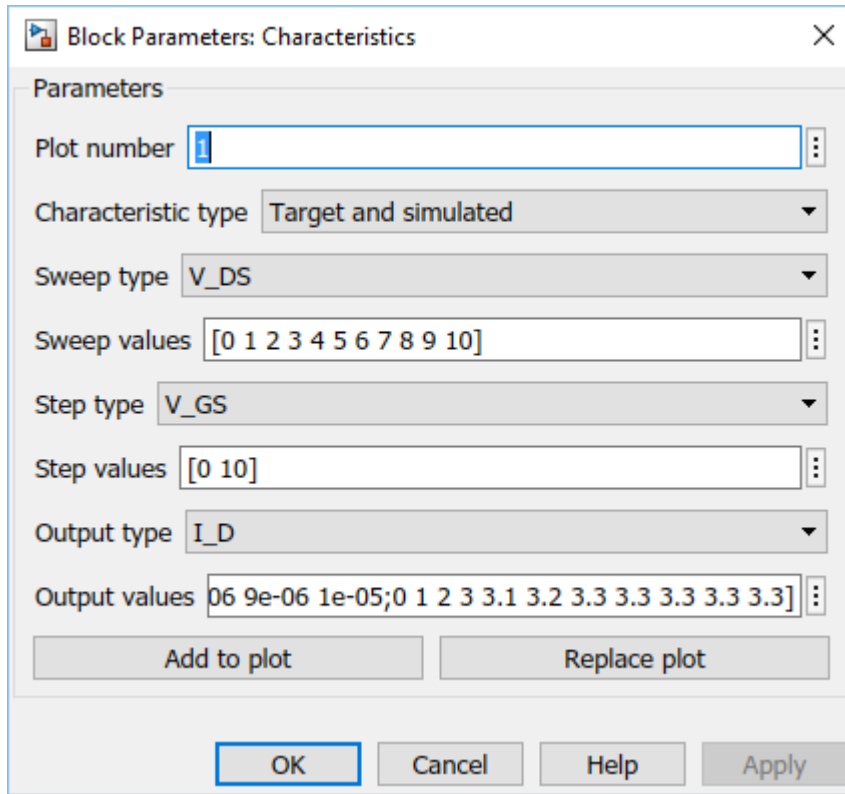 Block Parameters: Characteristics
Parameters
Plot number 1
Characteristic type Target and simulated
Sweep type V_DS
Sweep values [0 1 2 3 4 5 6 7 8 9 10]
Step type V_GS
Step values [0 10]
Output type I_D
Output values 06 9e-06 1e-05;0 1 2 3 3.1 3.2 3.3 3.3 3.3 3.3 3.3]
Add to plot Replace plot
OK Cancel Help Apply